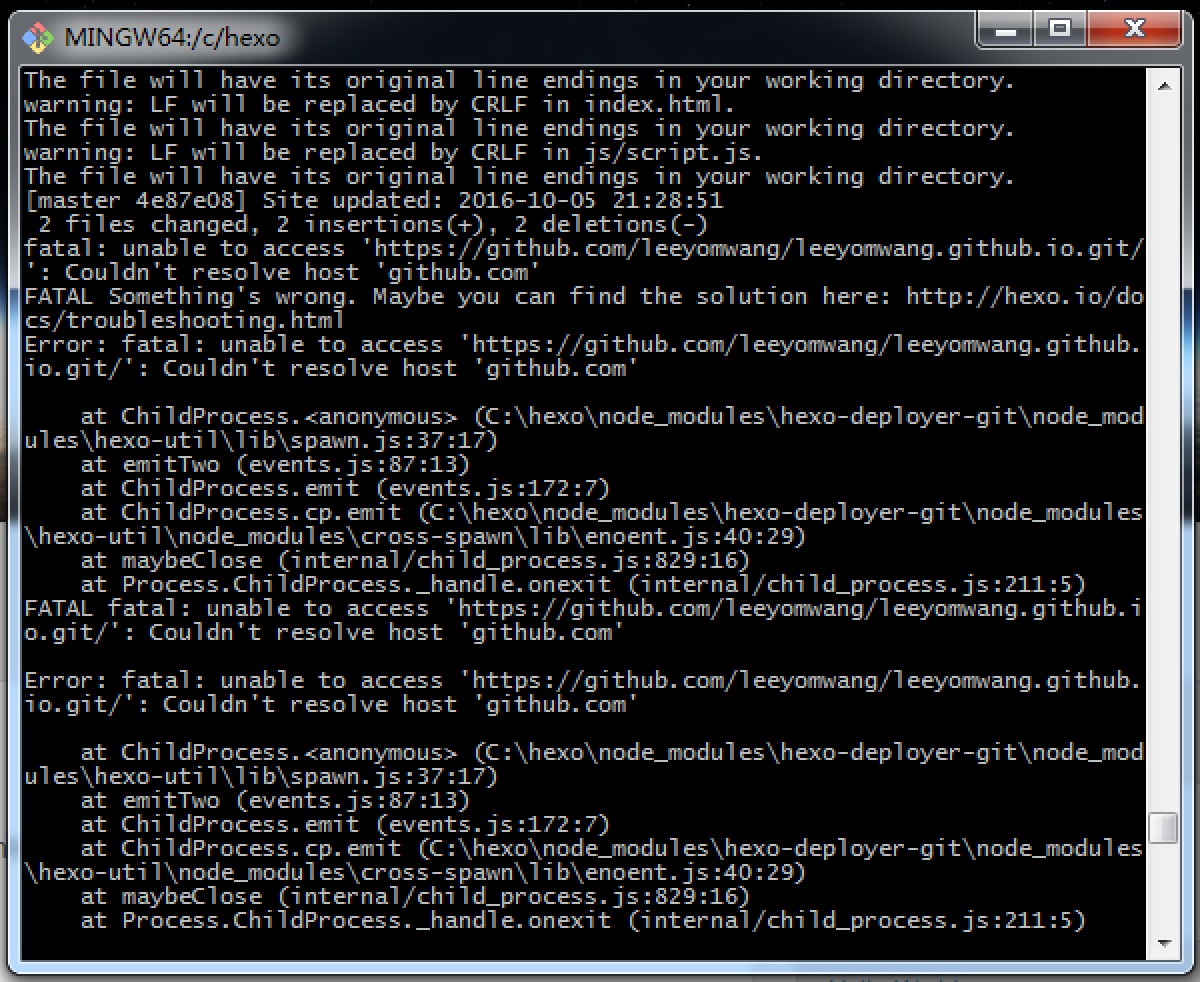 MINGW64:/c/hexo
The file will have its original line endings in your working directory.
warning: LF will be replaced by CRLF in index.html.
The file will have its original line endings in your working directory.
warning: LF will be replaced by CRLF in js/script.js.
The file will have its original line endings in your working directory.
[master 4e87e08] Site updated: 2016-10-05 21:28:51
 2 files changed, 2 insertions(+), 2 deletions(-)
fatal: unable to access 'https://github.com/leeyomwang/leeyomwang.github.io.git/
': Couldn't resolve host 'github.com'
FATAL Something's wrong. Maybe you can find the solution here: http://hexo.io/do
cs/troubleshooting.html
Error: fatal: unable to access 'https://github.com/leeyomwang/leeyomwang.github.
io.git/': Couldn't resolve host 'github.com'

    at ChildProcess.<anonymous> (C:\hexo\node_modules\hexo-deployer-git\node_mod
ules\hexo-util\lib\spawn.js:37:17)
    at emitTwo (events.js:87:13)
    at ChildProcess.emit (events.js:172:7)
    at ChildProcess.cp.emit (C:\hexo\node_modules\hexo-deployer-git\node_modules
\hexo-util\node_modules\cross-spawn\lib\enoent.js:40:29)
    at maybeClose (internal/child_process.js:829:16)
    at Process.ChildProcess._handle.onexit (internal/child_process.js:211:5)
FATAL fatal: unable to access 'https://github.com/leeyomwang/leeyomwang.github.i
o.git/': Couldn't resolve host 'github.com'

Error: fatal: unable to access 'https://github.com/leeyomwang/leeyomwang.github.
io.git/': Couldn't resolve host 'github.com'

    at ChildProcess.<anonymous> (C:\hexo\node_modules\hexo-deployer-git\node_mod
ules\hexo-util\lib\spawn.js:37:17)
    at emitTwo (events.js:87:13)
    at ChildProcess.emit (events.js:172:7)
    at ChildProcess.cp.emit (C:\hexo\node_modules\hexo-deployer-git\node_modules
\hexo-util\node_modules\cross-spawn\lib\enoent.js:40:29)
    at maybeClose (internal/child_process.js:829:16)
    at Process.ChildProcess._handle.onexit (internal/child_process.js:211:5)